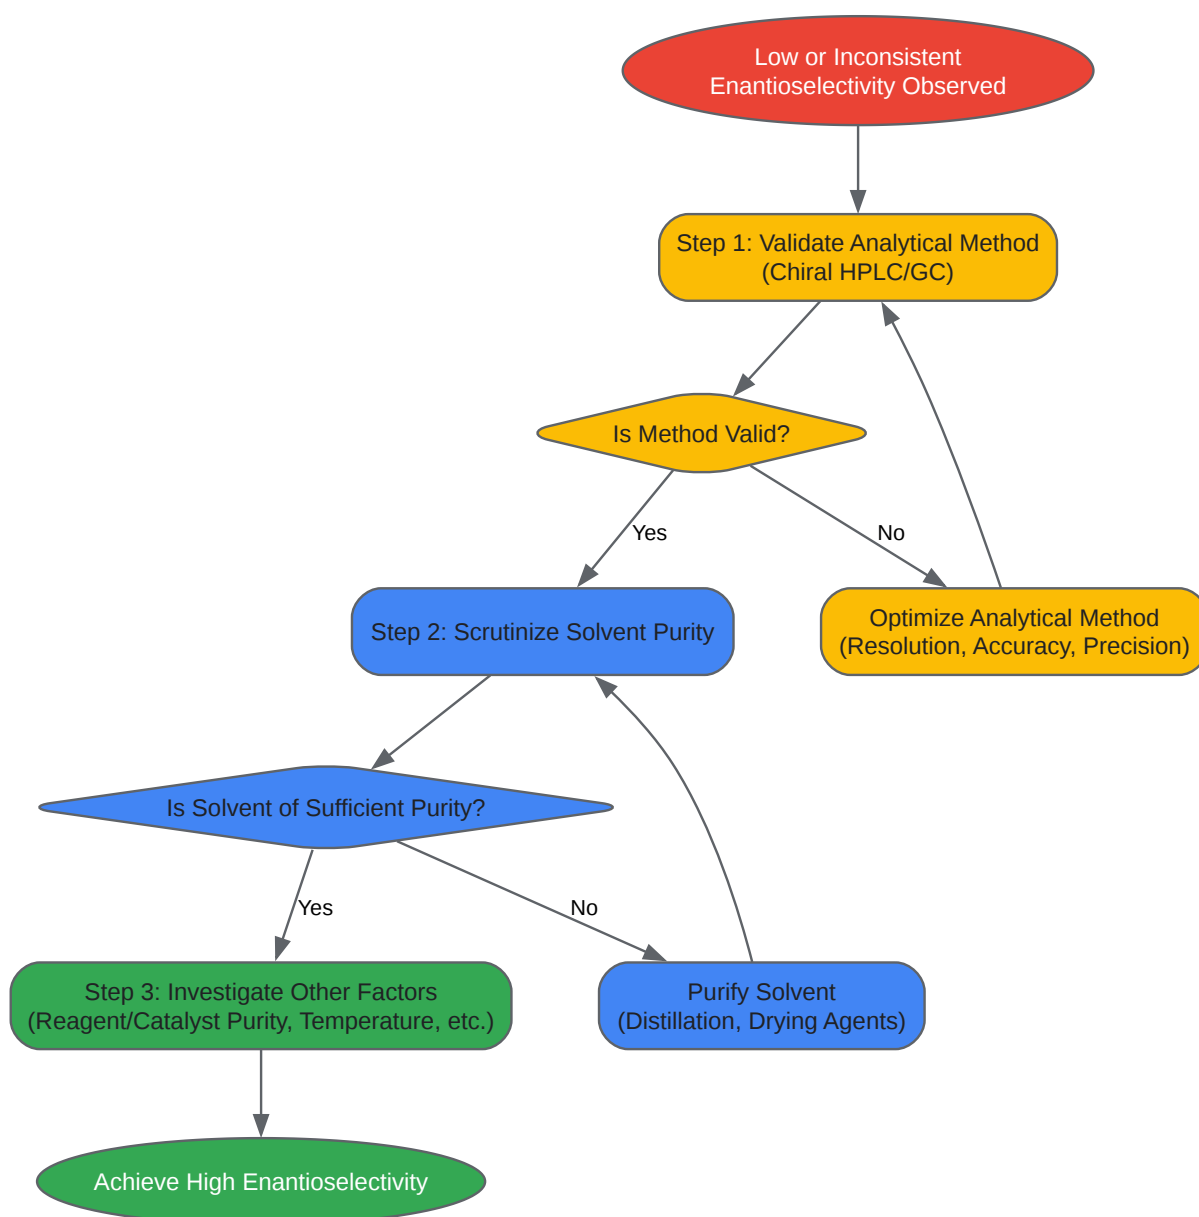 Low or Inconsistent
Enantioselectivity Observed
Step 1: Validate Analytical Method
(Chiral HPLC/GC)
Is Method Valid?
Yes
No
Step 2: Scrutinize Solvent Purity
Optimize Analytical Method
(Resolution, Accuracy, Precision)
Is Solvent of Sufficient Purity?
Yes
No
Step 3: Investigate Other Factors
(Reagent/Catalyst Purity, Temperature, etc.)
Purify Solvent
(Distillation, Drying Agents)
Achieve High Enantioselectivity